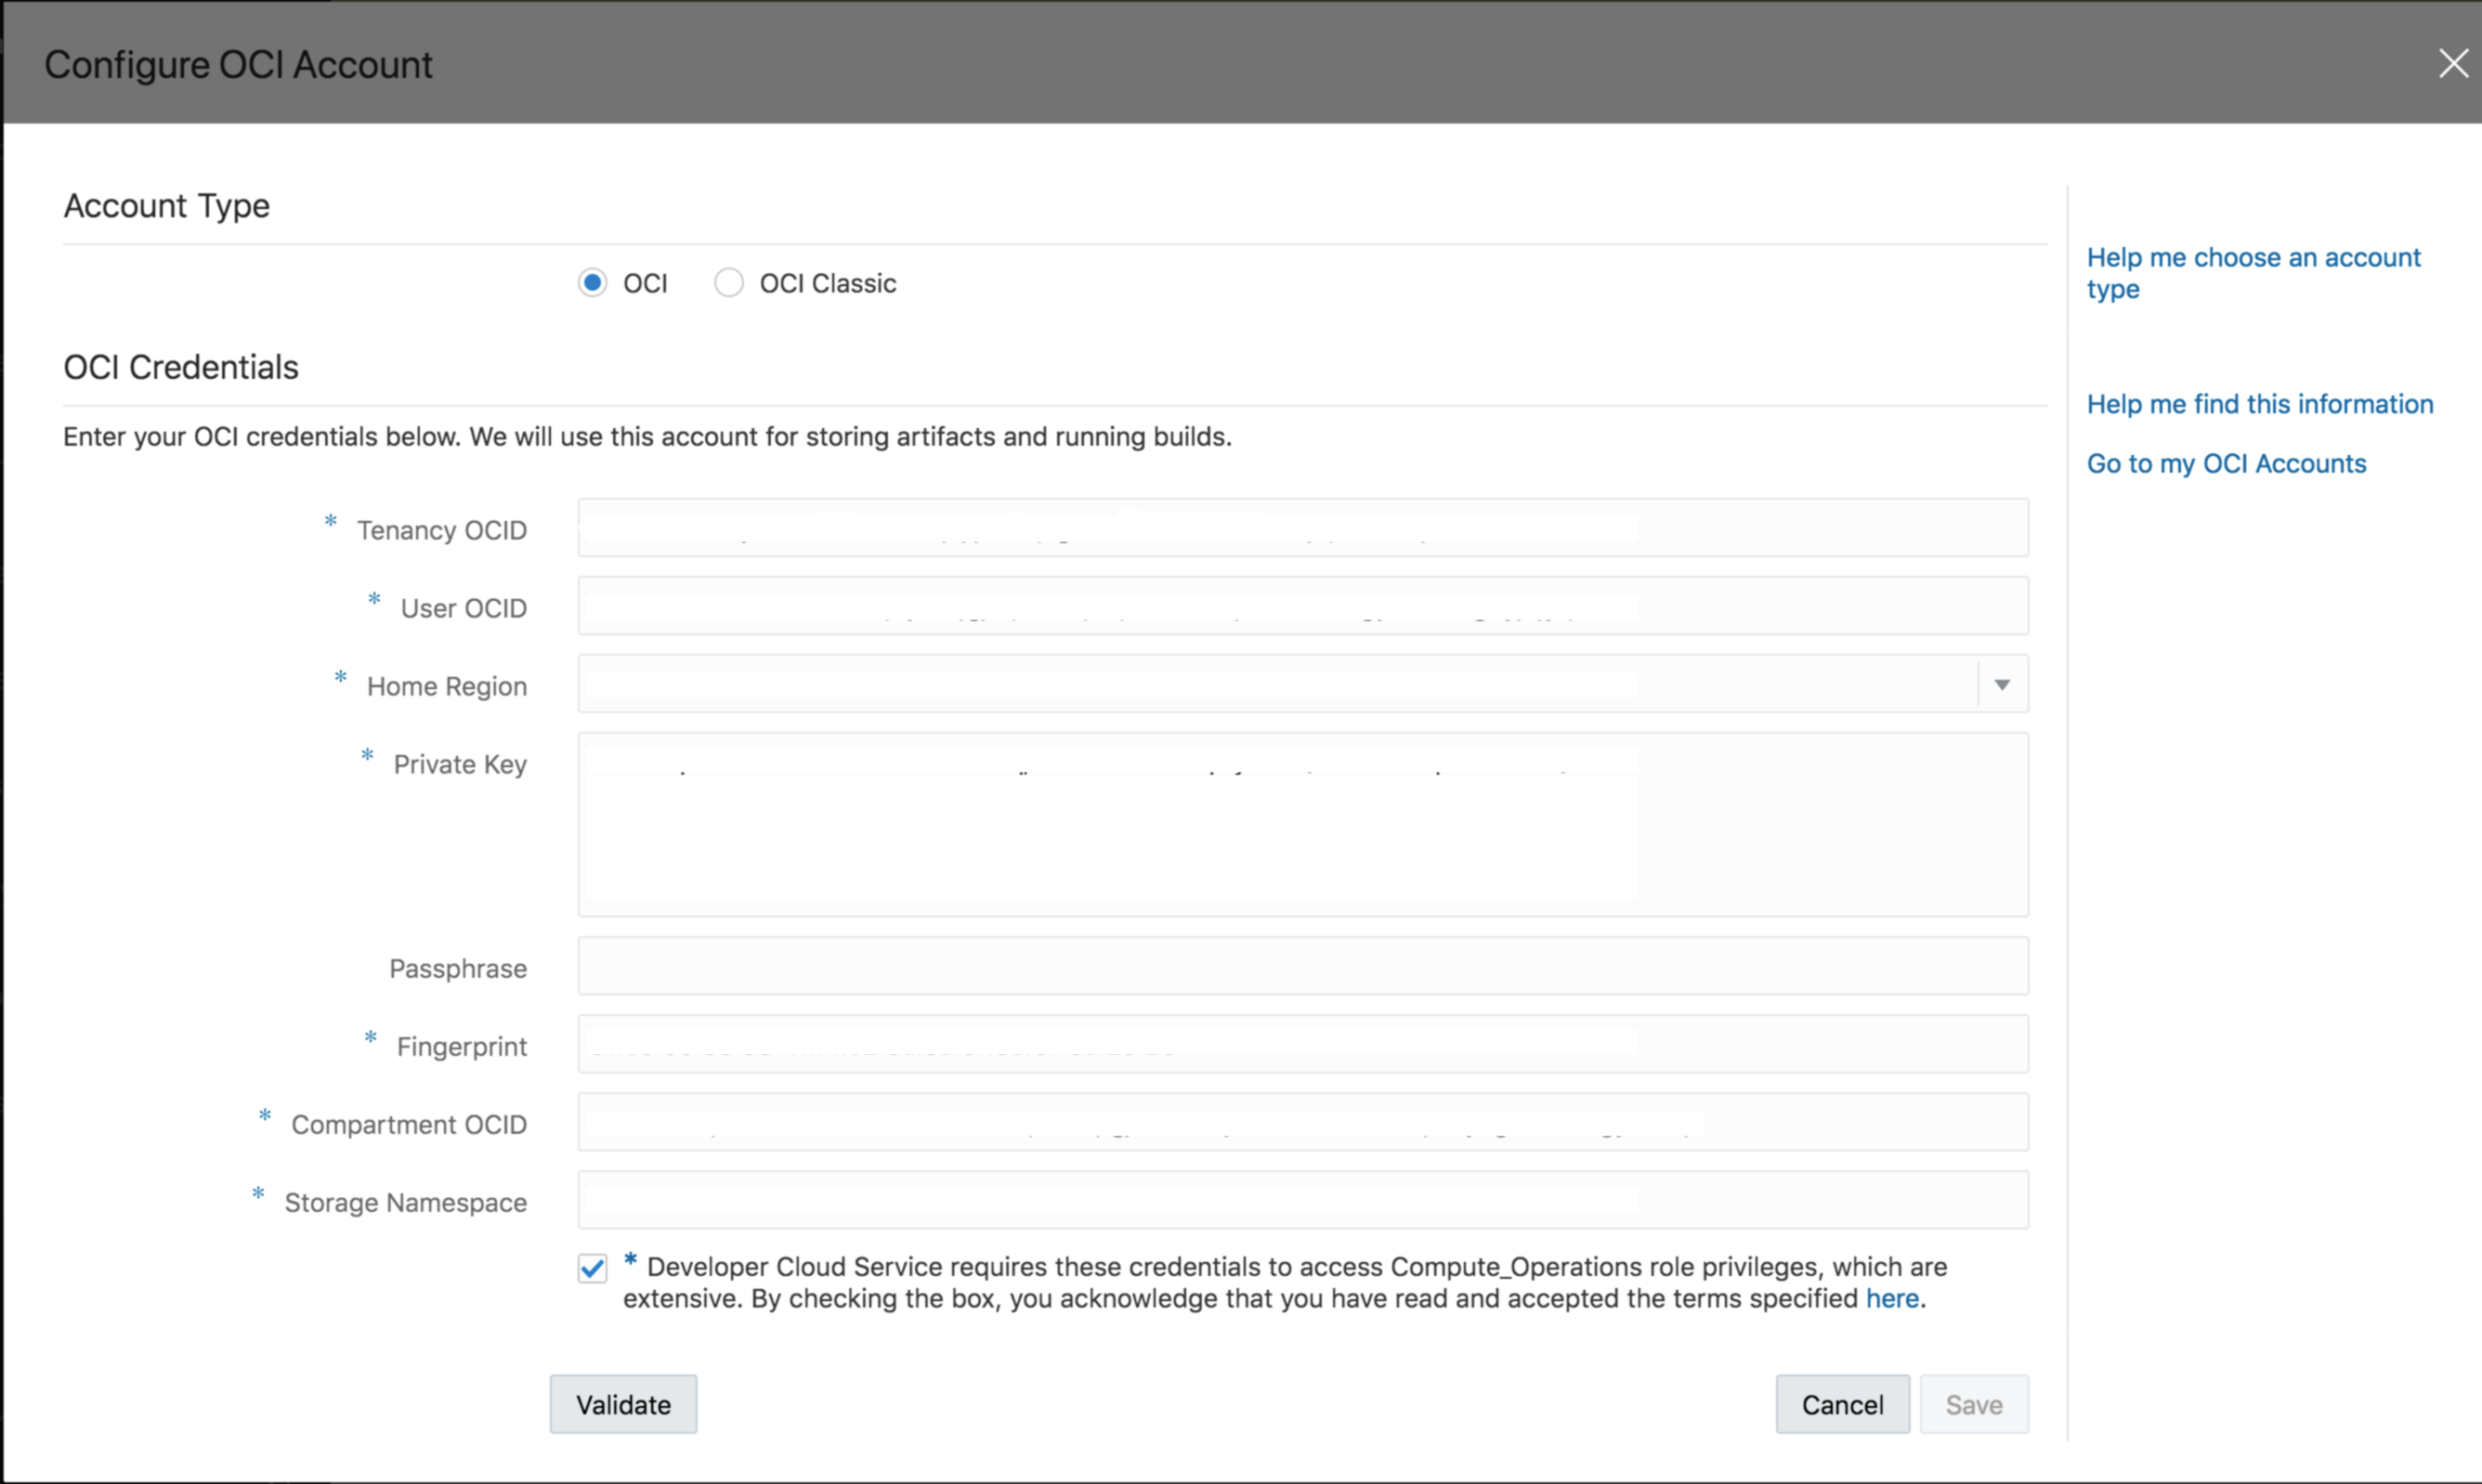 Configure OCI Account
Account Type
OCI
OCI Classic
Help me choose an account
type
OCI Credentials
Enter your OCI credentials below. We will use this account for storing artifacts and running builds.
Help me find this information
Go to my OCI Accounts
* Tenancy OCID
* User OCID
* Home Region
* Private Key
Passphrase
* Fingerprint
* Compartment OCID
* Storage Namespace
* Developer Cloud Service requires these credentials to access Compute_Operations role privileges, which are
extensive. By checking the box, you acknowledge that you have read and accepted the terms specified here.
Validate
Cancel
Save